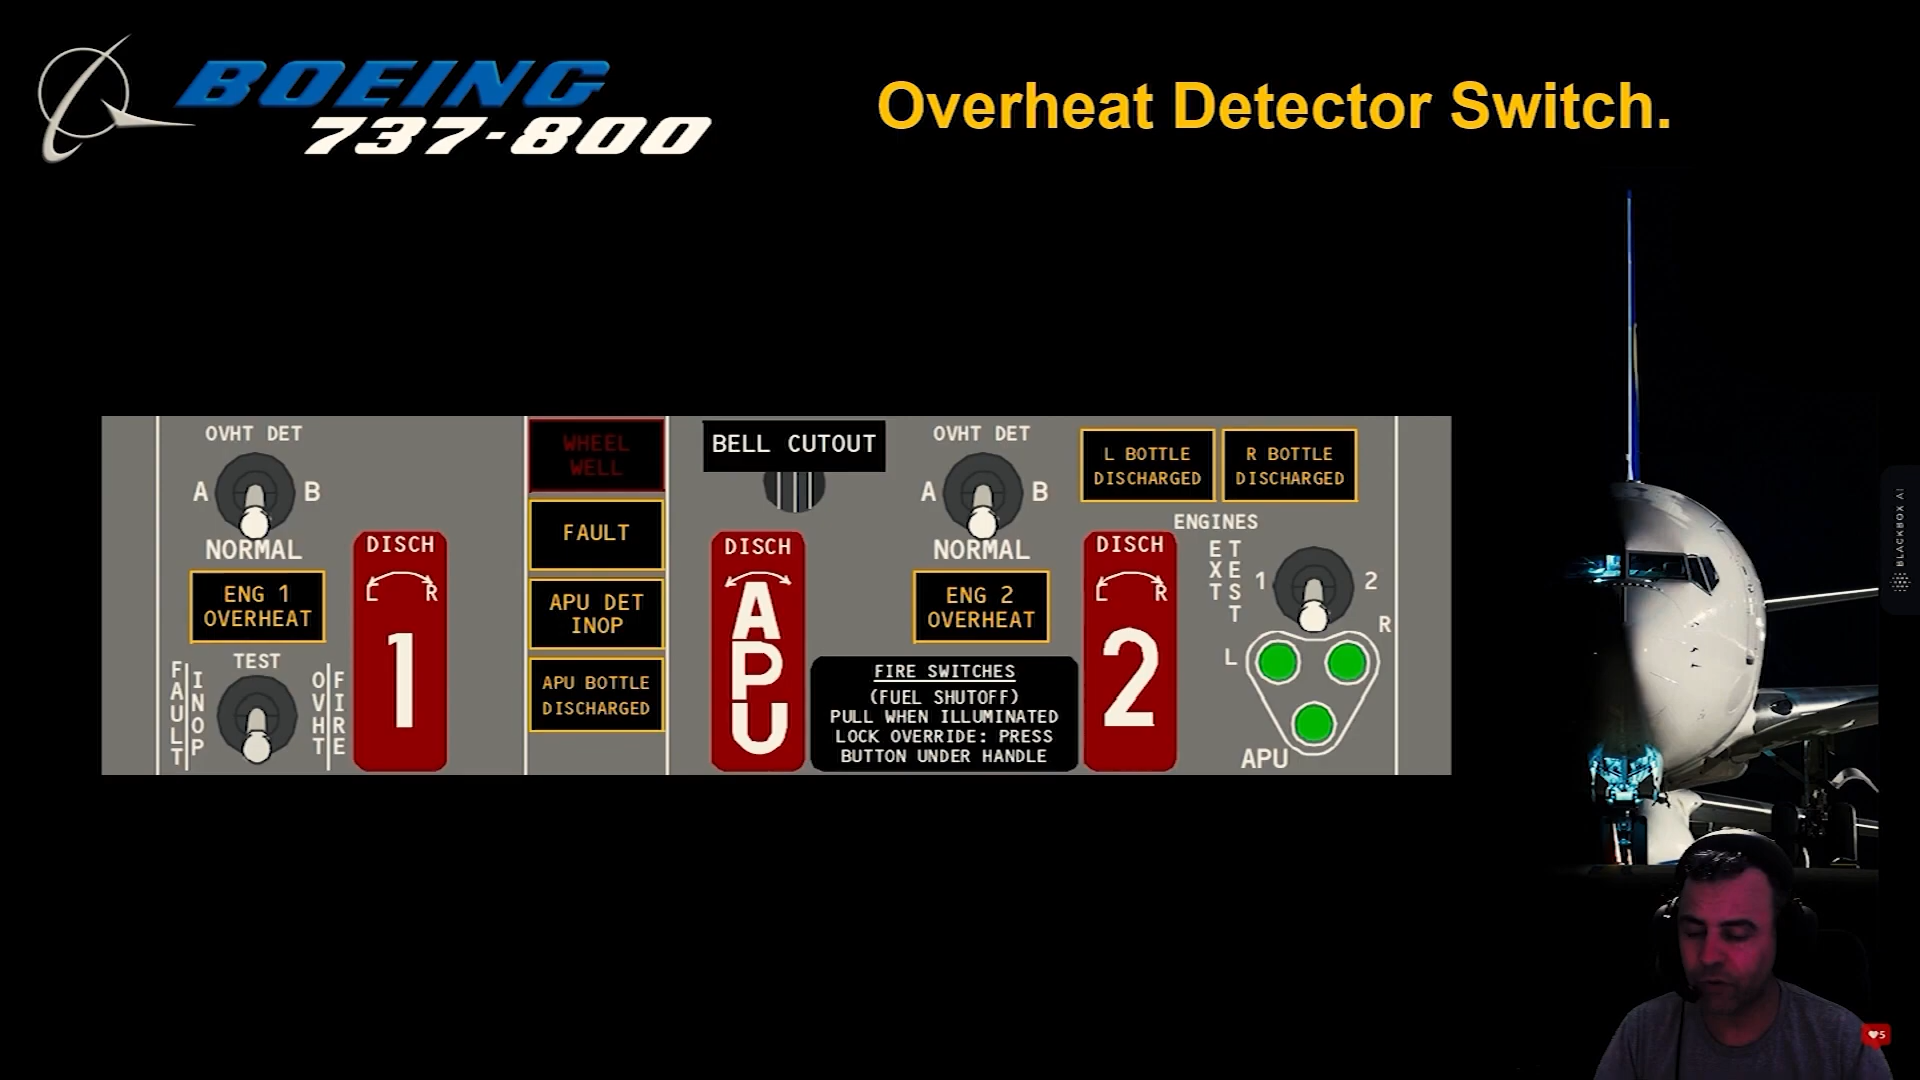 BOEING
737-800
Overheat Detector Switch.
OVHT DET
A
B
NORMAL
ENG 1
OVERHEAT
TEST
FAULT
INOP
OVHT
FIRE
DISCH
L
R
1
WHEEL
WELL
FAULT
APU DET
INOP
APU BOTTLE
DISCHARGED
BELL CUTOUT
DISCH
APU
OVHT DET
A
B
NORMAL
ENG 2
OVERHEAT
FIRE SWITCHES
(FUEL SHUTOFF)
PULL WHEN ILLUMINATED
LOCK OVERRIDE: PRESS
BUTTON UNDER HANDLE
DISCH
L
R
2
L BOTTLE
DISCHARGED
R BOTTLE
DISCHARGED
ENGINES
EXT
TEST
1
2
L
R
APU
BLACKBOX AI
5